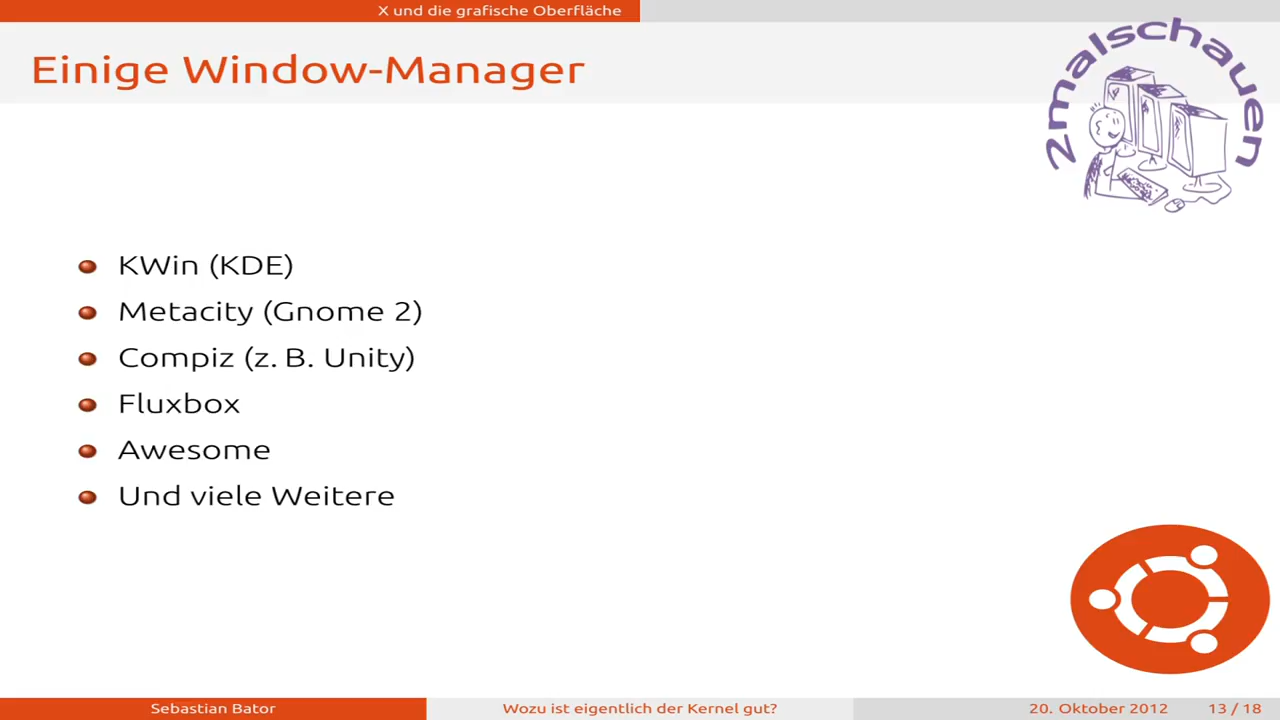 X und die grafische Oberfläche
Einige Window-Manager
2malschauen
KWin (KDE)
Metacity (Gnome 2)
Compiz (z. B. Unity)
Fluxbox
Awesome
Und viele Weitere
Sebastian Bator
Wozu ist eigentlich der Kernel gut?
20. Oktober 2012
13 / 18